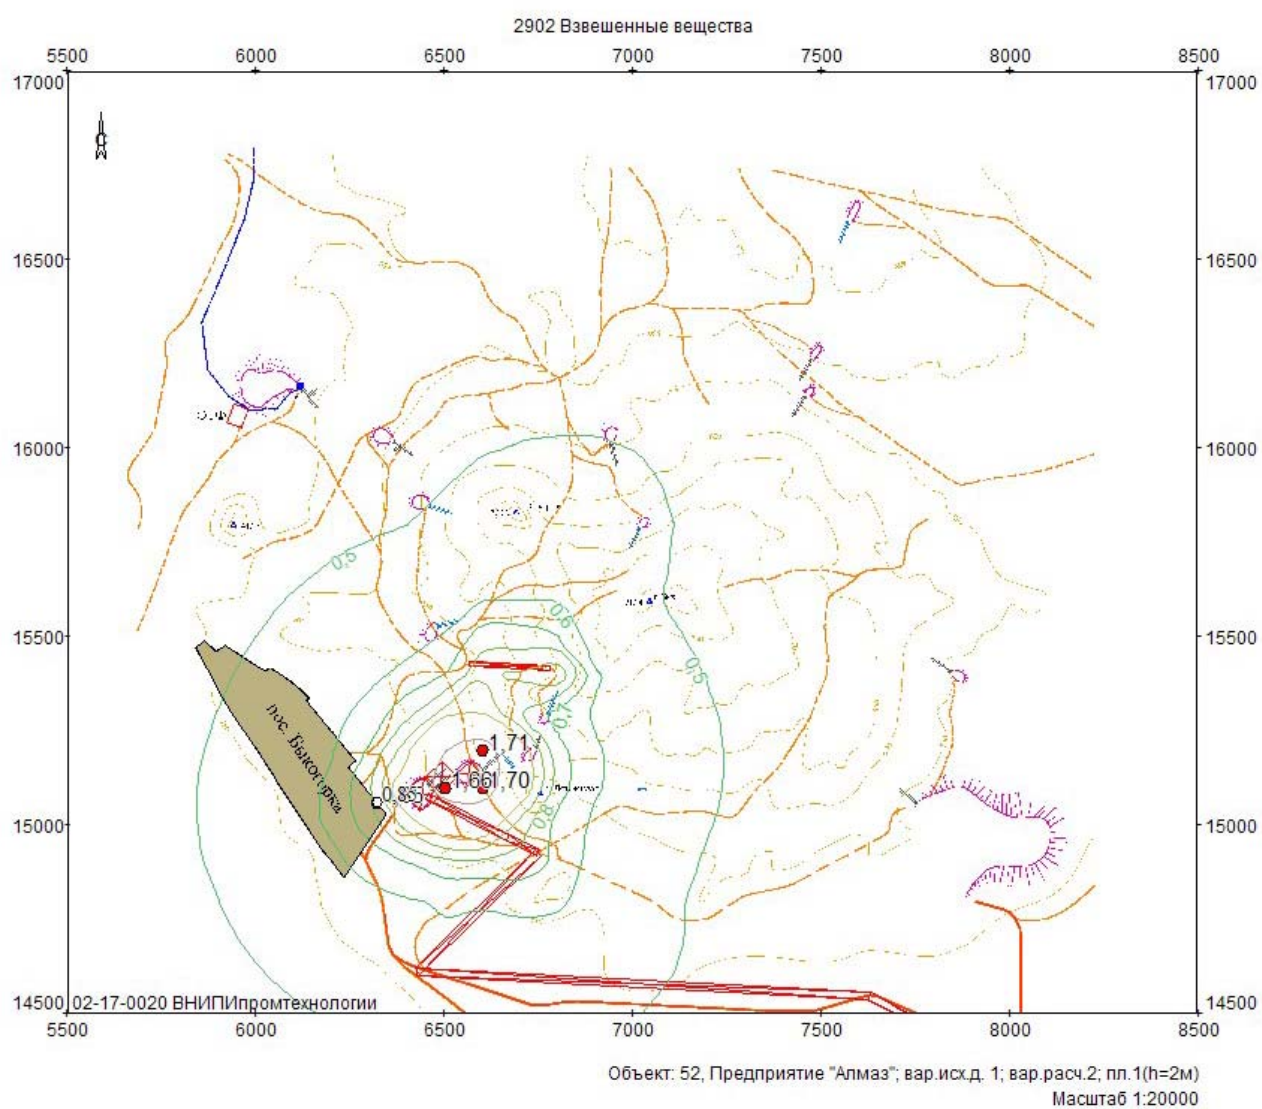 2902 Взвешенные вещества
5500 6000 6500 7000 7500 8000 8500
17000 17000
С
16500 16500
16000 16000
0,5
0,6
15500 15500
0,5
0,7
пос. Быкогорка
1,71
0,85 1,66 1,70
0,8
15000 15000
14500 02-17-0020 ВНИПИпромтехнологии 14500
5500 6000 6500 7000 7500 8000 8500
Объект: 52, Предприятие "Алмаз"; вар.исх.д. 1; вар.расч.2; пл.1(h=2м)
Масштаб 1:20000